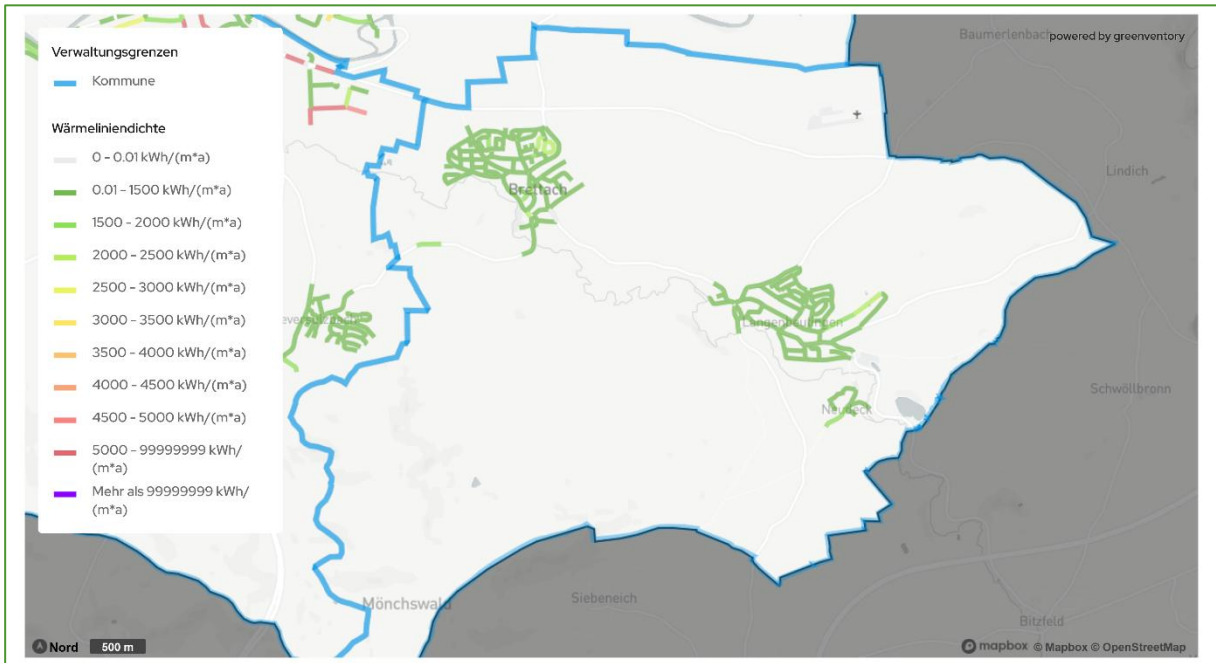 Verwaltungsgrenzen
Kommune
Wärmeliniendichte
0 - 0.01 kWh/(m*a)
0.01 - 1500 kWh/(m*a)
1500 - 2000 kWh/(m*a)
2000 - 2500 kWh/(m*a)
2500 - 3000 kWh/(m*a)
3000 - 3500 kWh/(m*a)
3500 - 4000 kWh/(m*a)
4000 - 4500 kWh/(m*a)
4500 - 5000 kWh/(m*a)
5000 - 99999999 kWh/
(m*a)
Mehr als 99999999 kWh/
(m*a)
Baumerlenbach
powered by greenventory
Lindich
Brettach
Langenbeutingen
Schwöllbronn
Neudeck
Mönchswald
Siebeneich
Bitzfeld
Nord 500 m
mapbox © Mapbox © OpenStreetMap